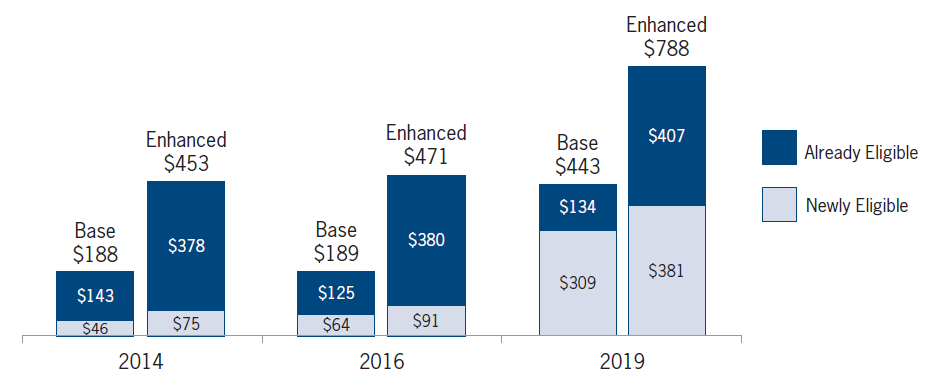 Enhanced
$788
$407
Base
$443
Already Eligible
Enhanced
$471
Enhanced
$453
$134
Newly Eligible
Base
$188
Base
$189
$378
$380
$309
$381
$143
$125
$46
$75
$64
$91
2014
2016
2019